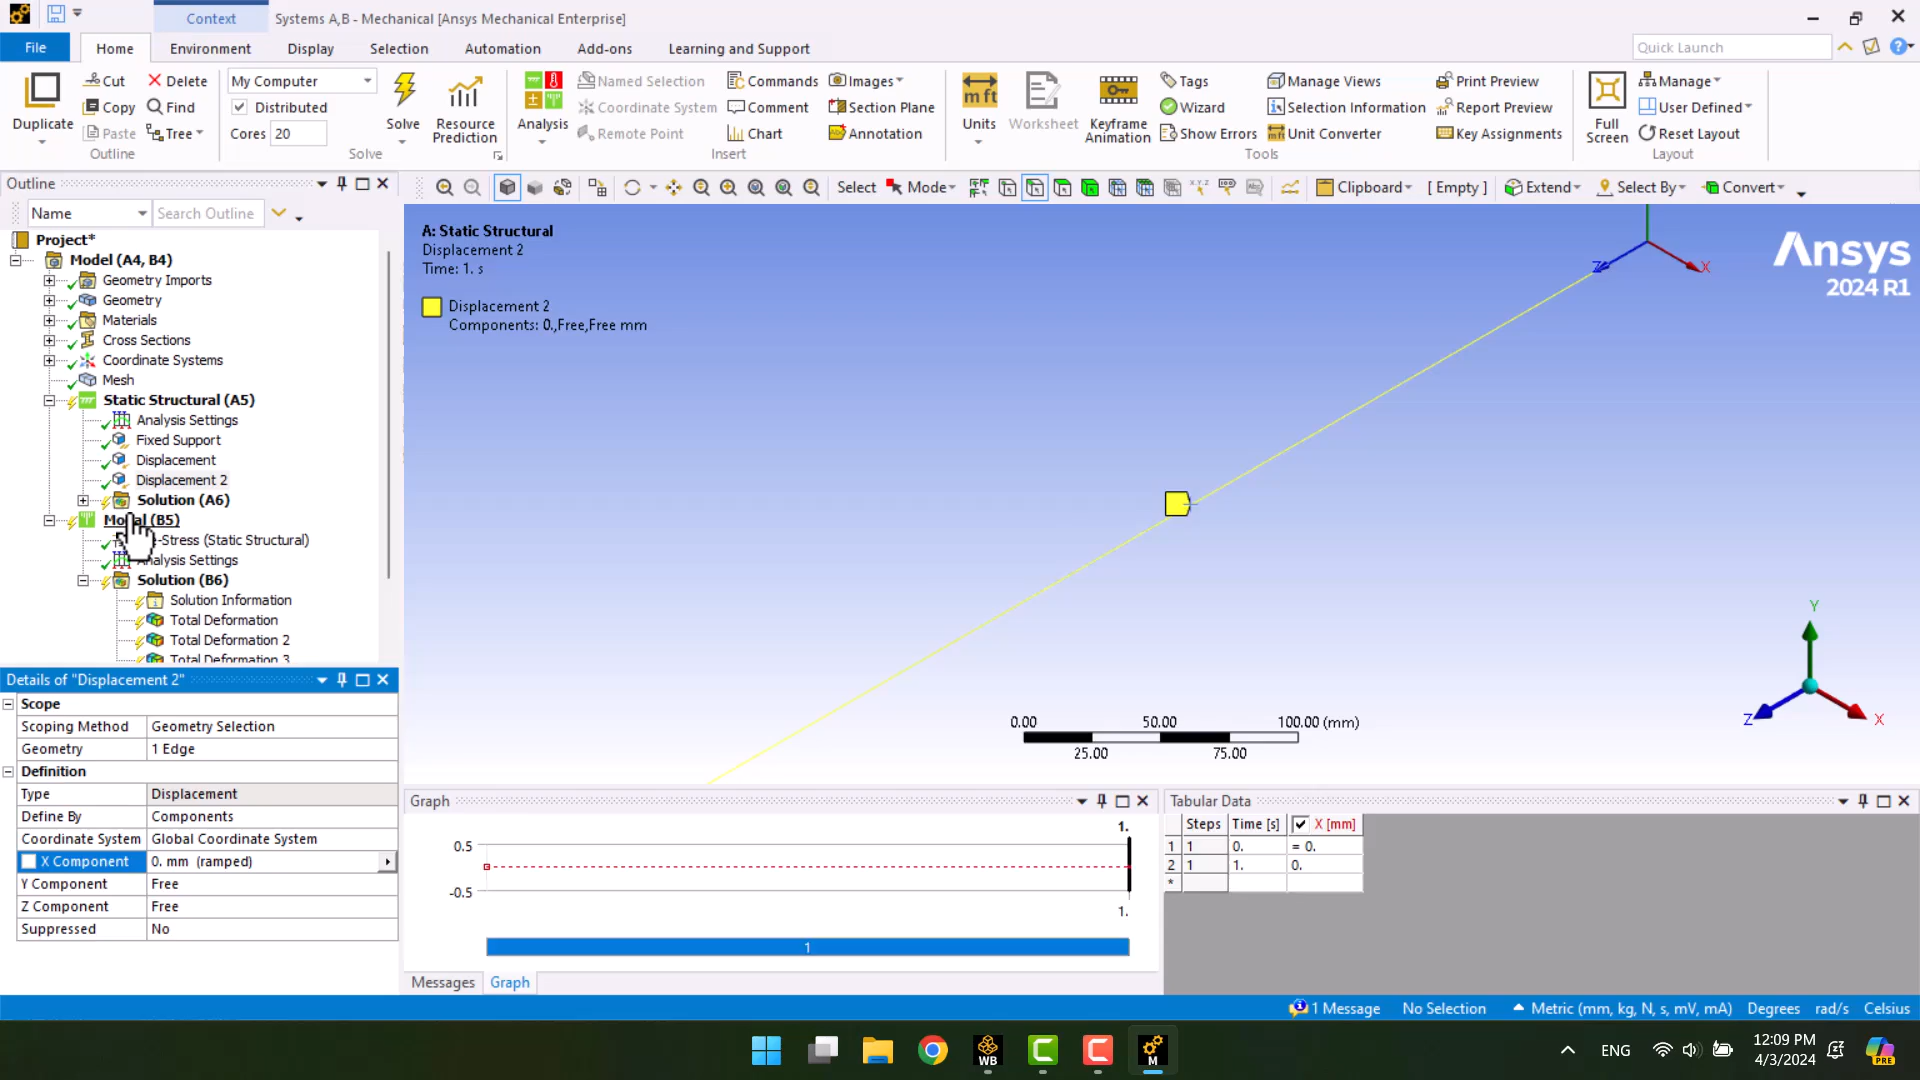 Context
Systems A,B - Mechanical [Ansys Mechanical Enterprise]
File
Home
Environment
Display
Selection
Automation
Add-ons
Learning and Support
Quick Launch
Duplicate
Cut
Copy
Paste
Delete
Find
Tree
Outline
My Computer
Distributed
Cores 20
Solve
Resource Prediction
Solve
Analysis
Named Selection
Coordinate System
Remote Point
Commands
Comment
Chart
Images
Section Plane
Annotation
Insert
Units
Worksheet
Keyframe Animation
Tags
Wizard
Show Errors
Manage Views
Selection Information
Unit Converter
Print Preview
Report Preview
Key Assignments
Tools
Full Screen
Manage
User Defined
Reset Layout
Layout
Outline
Name
Search Outline
Select
Mode
Clipboard
[ Empty ]
Extend
Select By
Convert
Project*
Model (A4, B4)
Geometry Imports
Geometry
Materials
Cross Sections
Coordinate Systems
Mesh
Static Structural (A5)
Analysis Settings
Fixed Support
Displacement
Displacement 2
Solution (A6)
-Stress (Static Structural)
Analysis Settings
Solution (B6)
Solution Information
Total Deformation
Total Deformation 2
Total Deformation 3
A: Static Structural
Displacement 2
Time: 1. s
Displacement 2
Components: 0.,Free,Free mm
Z
X
Ansys
2024 R1
0.00
50.00
100.00 (mm)
25.00
75.00
Y
Z
X
Details of "Displacement 2"
Scope
Scoping Method
Geometry Selection
Geometry
1 Edge
Definition
Type
Displacement
Define By
Components
Coordinate System
Global Coordinate System
X Component
0. mm (ramped)
Y Component
Free
Z Component
Free
Suppressed
No
Graph
1.
0.5
-0.5
1.
1
Messages
Graph
Tabular Data
Steps
Time [s]
X [mm]
1
1
0.
= 0.
2
1
1.
0.
*
1 Message
No Selection
Metric (mm, kg, N, s, mV, mA)
Degrees
rad/s
Celsius
WB
M
ENG
12:09 PM
4/3/2024
PRE